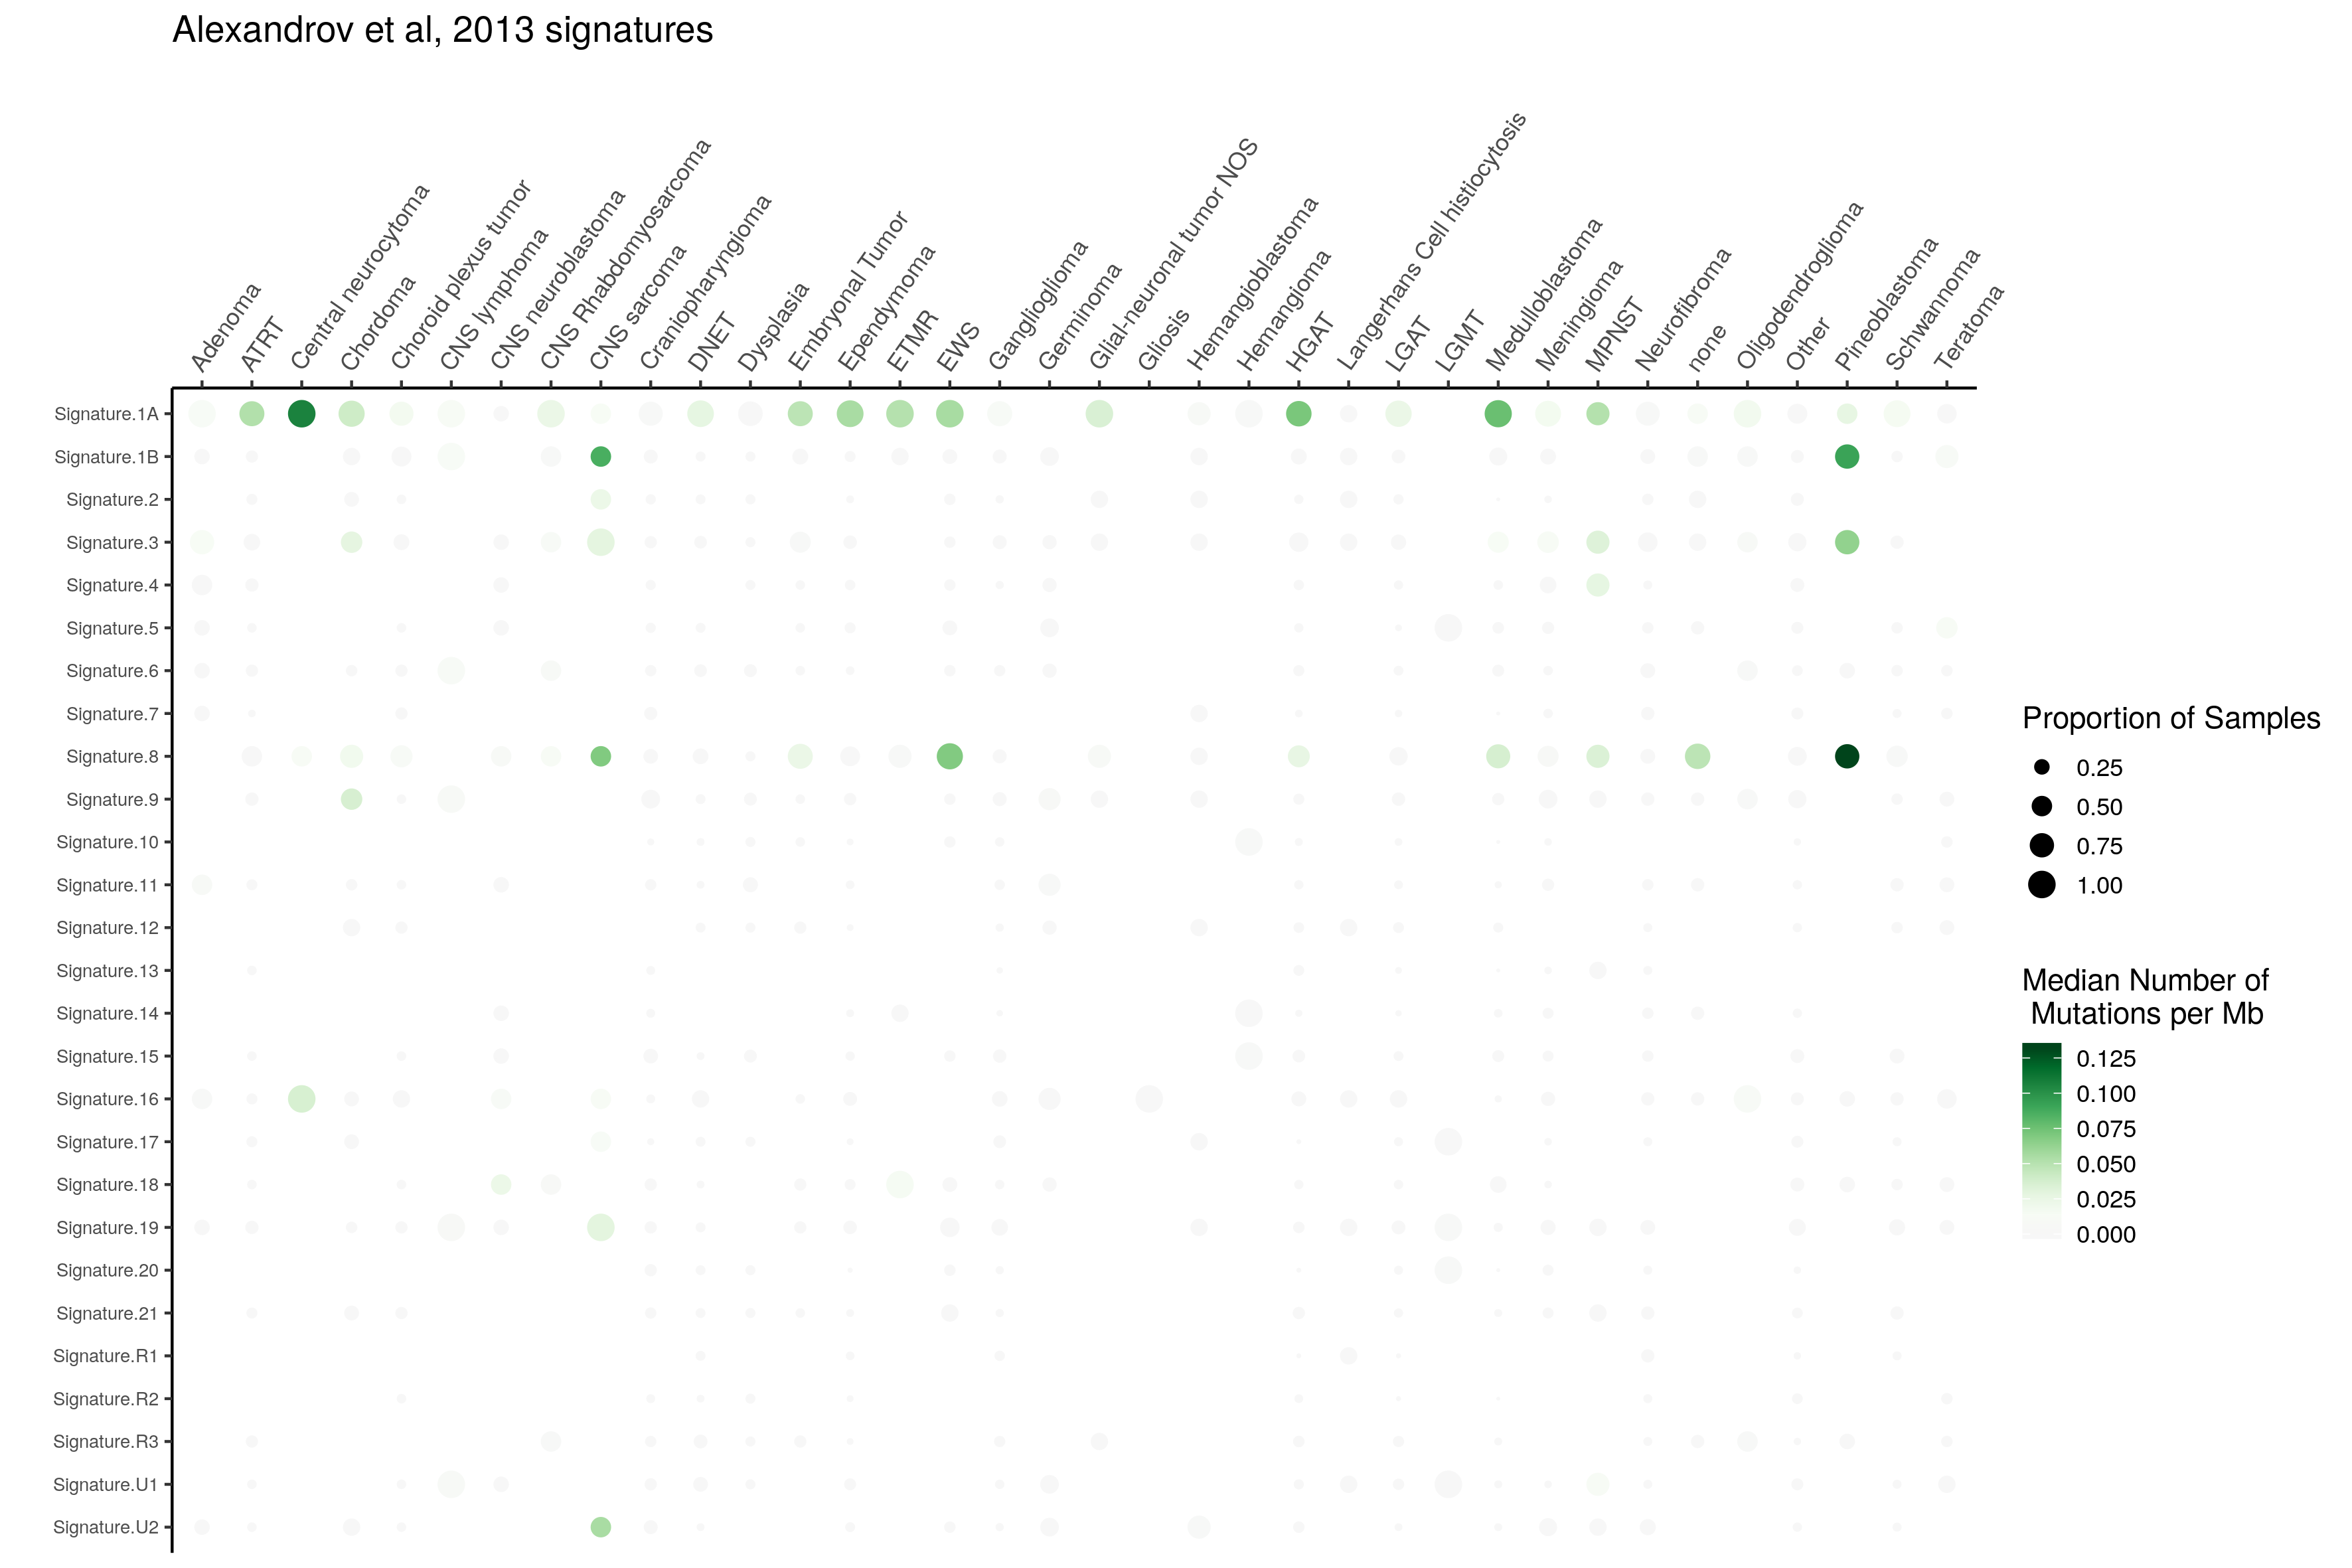 Alexandrov et al, 2013 signatures
Adenoma
ATRT
Central neurocytoma
Chordoma
Choroid plexus tumor
CNS lymphoma
CNS neuroblastoma
CNS Rhabdomyosarcoma
CNS sarcoma
Craniopharyngioma
DNET
Dysplasia
Embryonal Tumor
Ependymoma
ETMR
EWS
Ganglioglioma
Germinoma
Glial-neuronal tumor NOS
Gliosis
Hemangioblastoma
Hemangioma
HGAT
Langerhans Cell histiocytosis
LGAT
LGMT
Medulloblastoma
Meningioma
MPNST
Neurofibroma
none
Oligodendroglioma
Other
Pineoblastoma
Schwannoma
Teratoma
Signature.1A
Signature.1B
Signature.2
Signature.3
Signature.4
Signature.5
Signature.6
Signature.7
Signature.8
Signature.9
Signature.10
Signature.11
Signature.12
Signature.13
Signature.14
Signature.15
Signature.16
Signature.17
Signature.18
Signature.19
Signature.20
Signature.21
Signature.R1
Signature.R2
Signature.R3
Signature.U1
Signature.U2
Proportion of Samples
0.25
0.50
0.75
1.00
Median Number of
Mutations per Mb
0.125
0.100
0.075
0.050
0.025
0.000